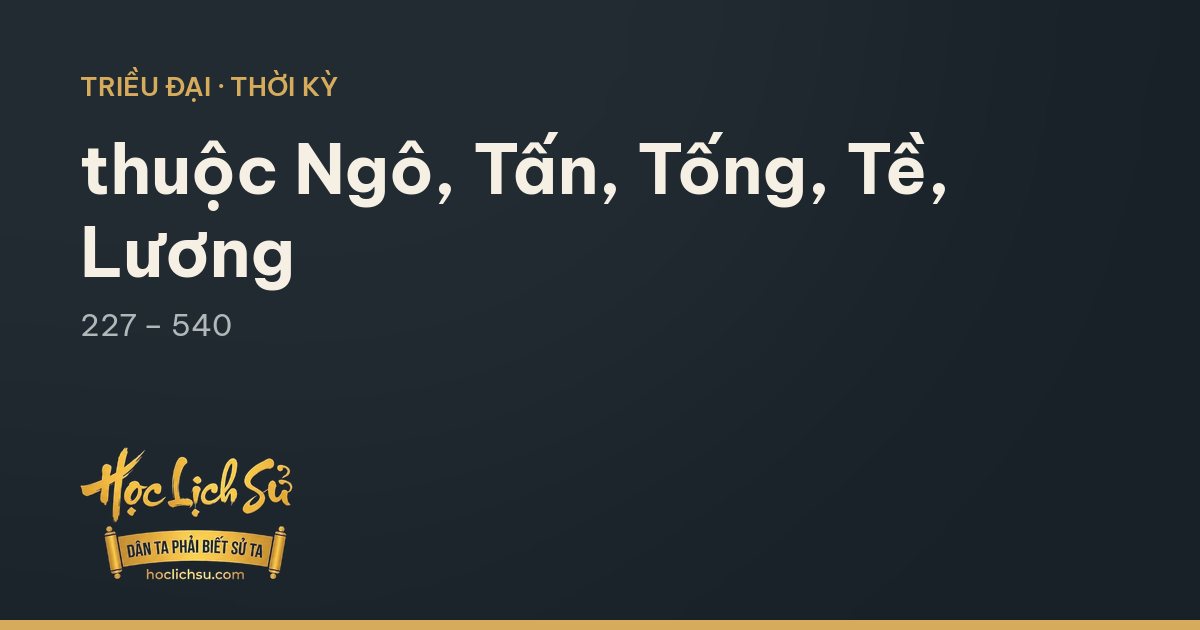 TRIỀU ĐẠI · THỜI KỲ
thuộc Ngô, Tấn, Tống, Tề,
Lương
227 – 540
Học Lịch Sử
DÂN TA PHẢI BIẾT SỬ TA
hoclichsu.com